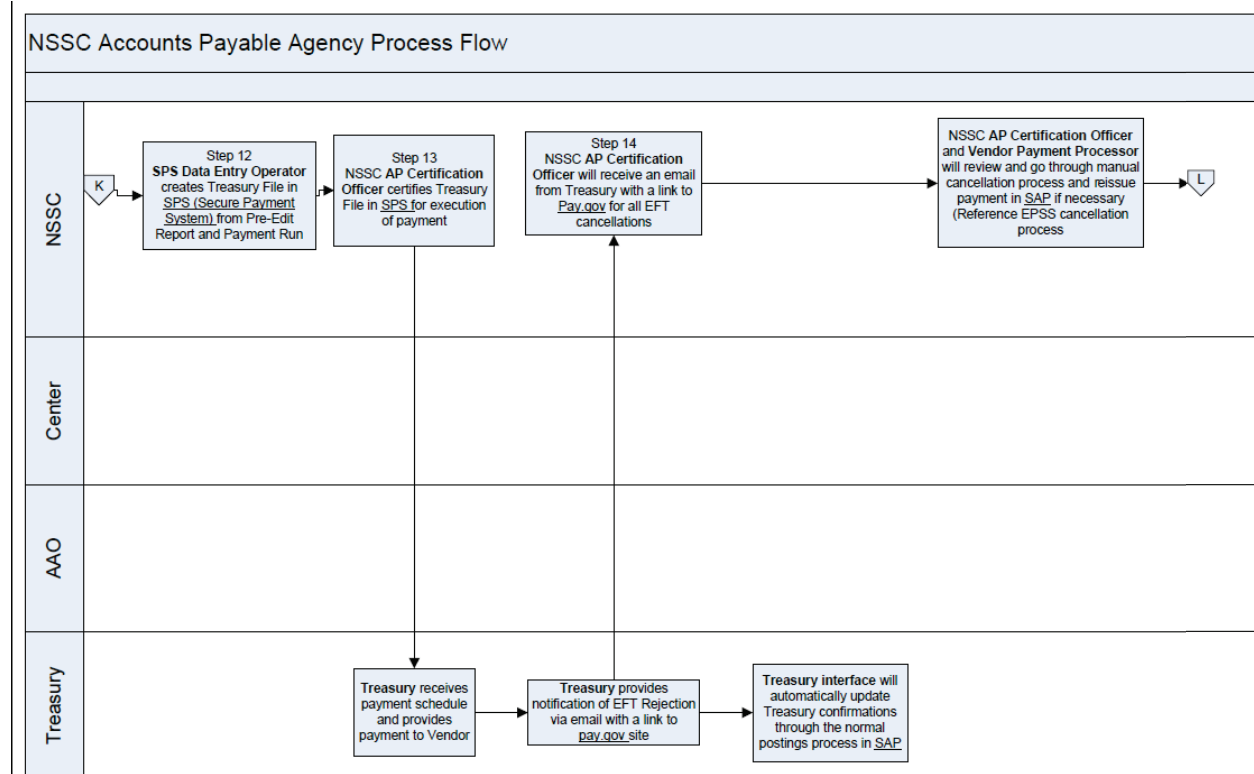 NSSC Accounts Payable Agency Process Flow
NSSC
K
Step 12
SPS Data Entry Operator
creates Treasury File in
SPS (Secure Payment
System) from Pre-Edit
Report and Payment Run
Step 13
NSSC AP Certification
Officer certifies Treasury
File in SPS for execution
of payment
Step 14
NSSC AP Certification
Officer will receive an email
from Treasury with a link to
Pay.gov for all EFT
cancellations
NSSC AP Certification Officer
and Vendor Payment Processor
will review and go through manual
cancellation process and reissue
payment in SAP if necessary
(Reference EPSS cancellation
process
L
Center
AAO
Treasury
Treasury receives
payment schedule
and provides
payment to Vendor
Treasury provides
notification of EFT Rejection
via email with a link to
pay.gov site
Treasury interface will
automatically update
Treasury confirmations
through the normal
postings process in SAP